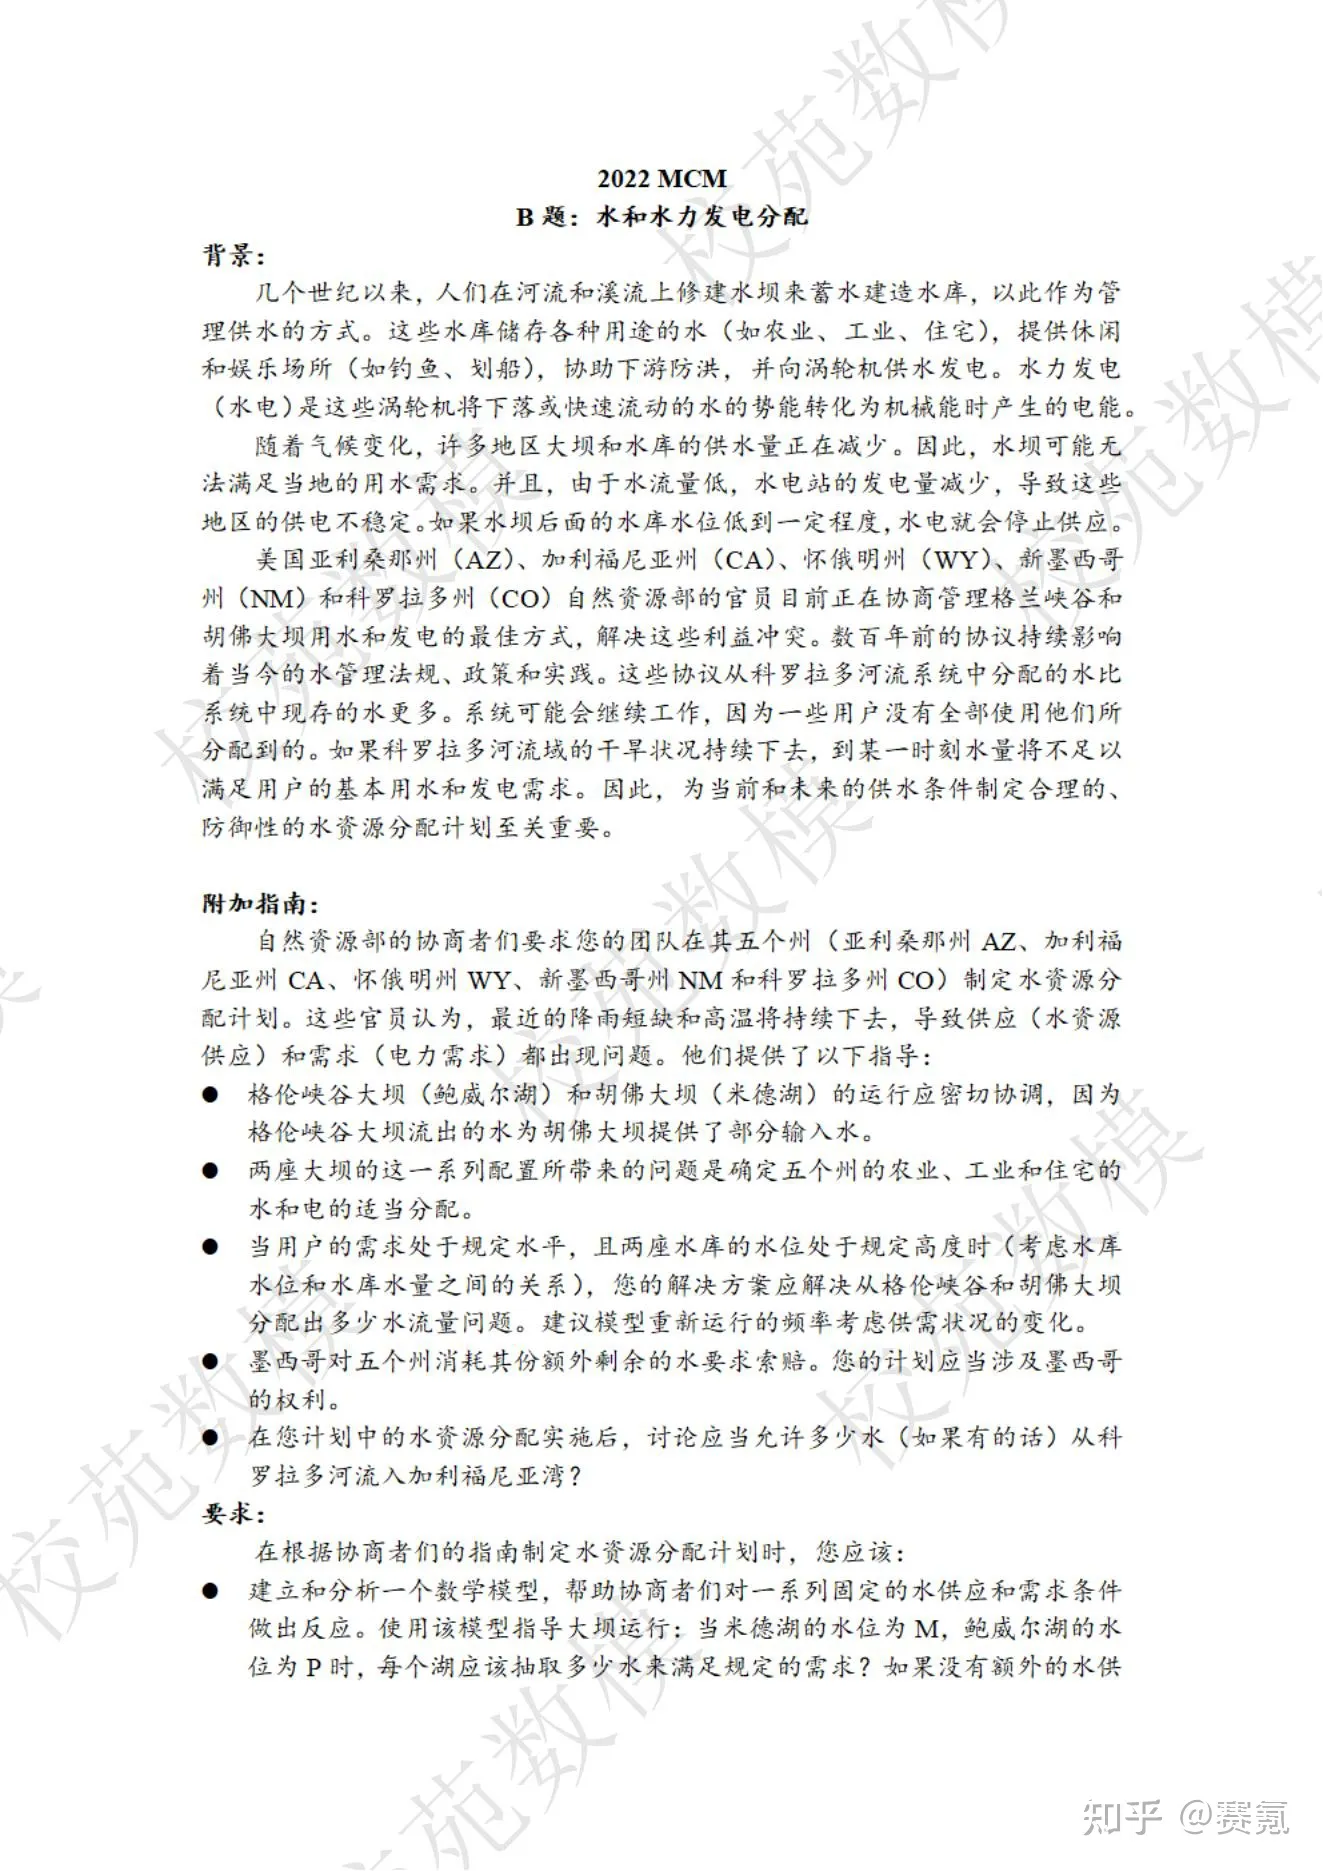 2022 MCM
B 题：水和水力发电分配
背景：
几个世纪以来，人们在河流和溪流上修建水坝来蓄水建造水库，以此作为管
理供水的方式。这些水库储存各种用途的水（如农业、工业、住宅），提供休闲
和娱乐场所（如钓鱼、划船），协助下游防洪，并向涡轮机供水发电。水力发电
（水电）是这些涡轮机将下落或快速流动的水的势能转化为机械能时产生的电能。
随着气候变化，许多地区大坝和水库的供水量正在减少。因此，水坝可能无
法满足当地的用水需求。并且，由于水流量低，水电站的发电量减少，导致这些
地区的供电不稳定。如果水坝后面的水库水位低到一定程度，水电就会停止供应。
美国亚利桑那州（AZ）、加利福尼亚州（CA）、怀俄明州（WY）、新墨西哥
州（NM）和科罗拉多州（CO）自然资源部的官员目前正在协商管理格兰峡谷和
胡佛大坝用水和发电的最佳方式，解决这些利益冲突。数百年前的协议持续影响
着当今的水管理法规、政策和实践。这些协议从科罗拉多河流系统中分配的水比
系统中现存的水更多。系统可能会继续工作，因为一些用户没有全部使用他们所
分配到的。如果科罗拉多河流域的干旱状况持续下去，到某一时刻水量将不足以
满足用户的基本用水和发电需求。因此，为当前和未来的供水条件制定合理的、
防御性的水资源分配计划至关重要。
附加指南：
自然资源部的协商者们要求您的团队在其五个州（亚利桑那州 AZ、加利福
尼亚州 CA、怀俄明州 WY、新墨西哥州 NM 和科罗拉多州 CO）制定水资源分
配计划。这些官员认为，最近的降雨短缺和高温将持续下去，导致供应（水资源
供应）和需求（电力需求）都出现问题。他们提供了以下指导：
● 格伦峡谷大坝（鲍威尔湖）和胡佛大坝（米德湖）的运行应密切协调，因为
格伦峡谷大坝流出的水为胡佛大坝提供了部分输入水。
● 两座大坝的这一系列配置所带来的问题是确定五个州的农业、工业和住宅的
水和电的适当分配。
● 当用户的需求处于规定水平，且两座水库的水位处于规定高度时（考虑水库
水位和水库水量之间的关系），您的解决方案应解决从格伦峡谷和胡佛大坝
分配出多少水流量问题。建议模型重新运行的频率考虑供需状况的变化。
● 墨西哥对五个州消耗其份额外剩余的水要求索赔。您的计划应当涉及墨西哥
的权利。
● 在您计划中的水资源分配实施后，讨论应当允许多少水（如果有的话）从科
罗拉多河流入加利福尼亚湾？
要求：
在根据协商者们的指南制定水资源分配计划时，您应该：
● 建立和分析一个数学模型，帮助协商者们对一系列固定的水供应和需求条件
做出反应。使用该模型指导大坝运行：当米德湖的水位为 M，鲍威尔湖的水
位为 P 时，每个湖应该抽取多少水来满足规定的需求？如果没有额外的水供
校苑数模
知乎 @赛氪